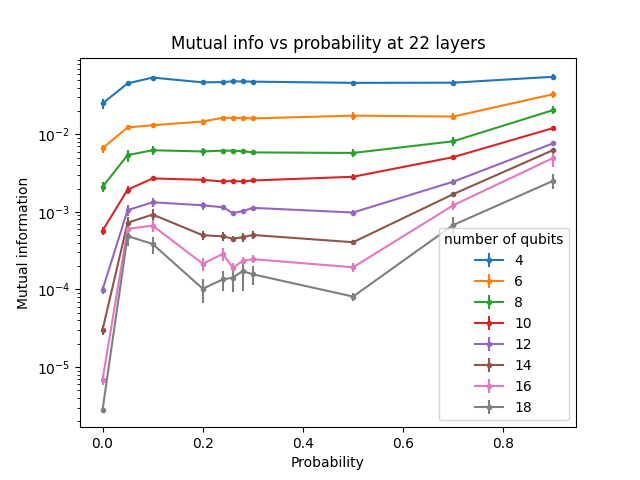 Mutual info vs probability at 22 layers
Mutual information
10⁻²
10⁻³
10⁻⁴
10⁻⁵
number of qubits
4
6
8
10
12
14
16
18
0.0 0.2 0.4 0.6 0.8
Probability